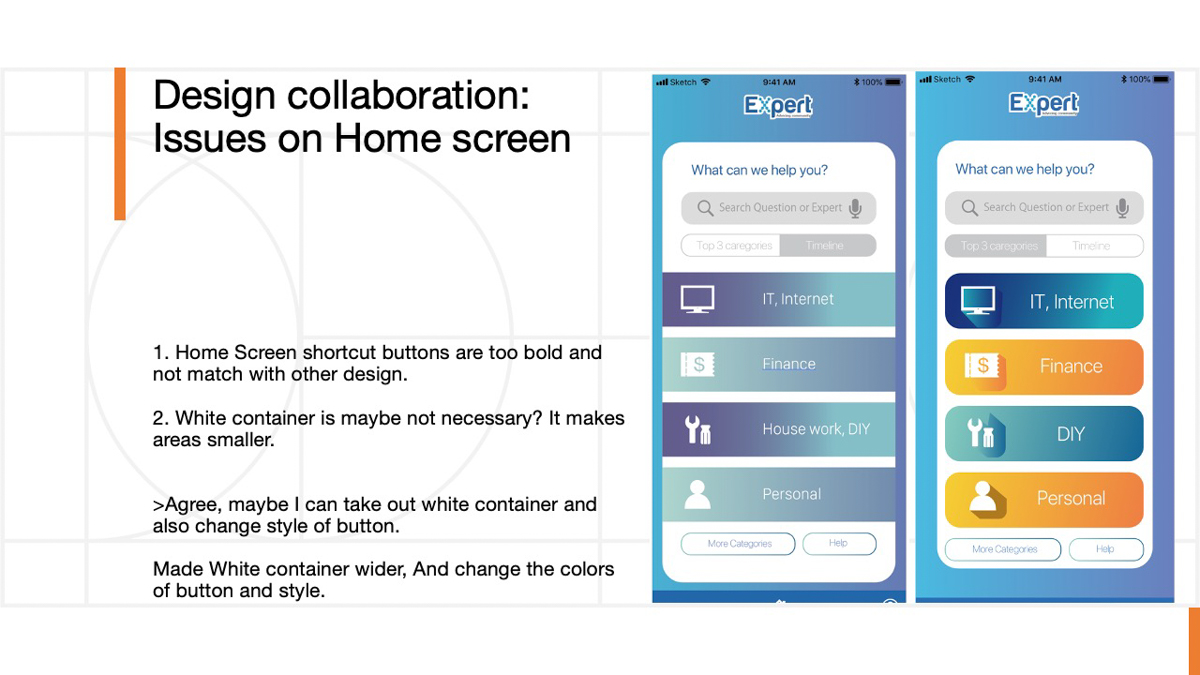 Design collaboration:
Issues on Home screen
1. Home Screen shortcut buttons are too bold and
not match with other design.
2. White container is maybe not necessary? It makes
areas smaller.
>Agree, maybe I can take out white container and
also change style of button.
Made White container wider, And change the colors
of button and style.
Sketch 9:41 AM 100%
Expert
What can we help you?
Search Question or Expert
Top 3 caregories Timeline
IT, Internet
Finance
House work, DIY
Personal
More Categories Help
Sketch 9:41 AM 100%
Expert
What can we help you?
Search Question or Expert
Top 3 caregories Timeline
IT, Internet
$ Finance
DIY
Personal
More Categories Help